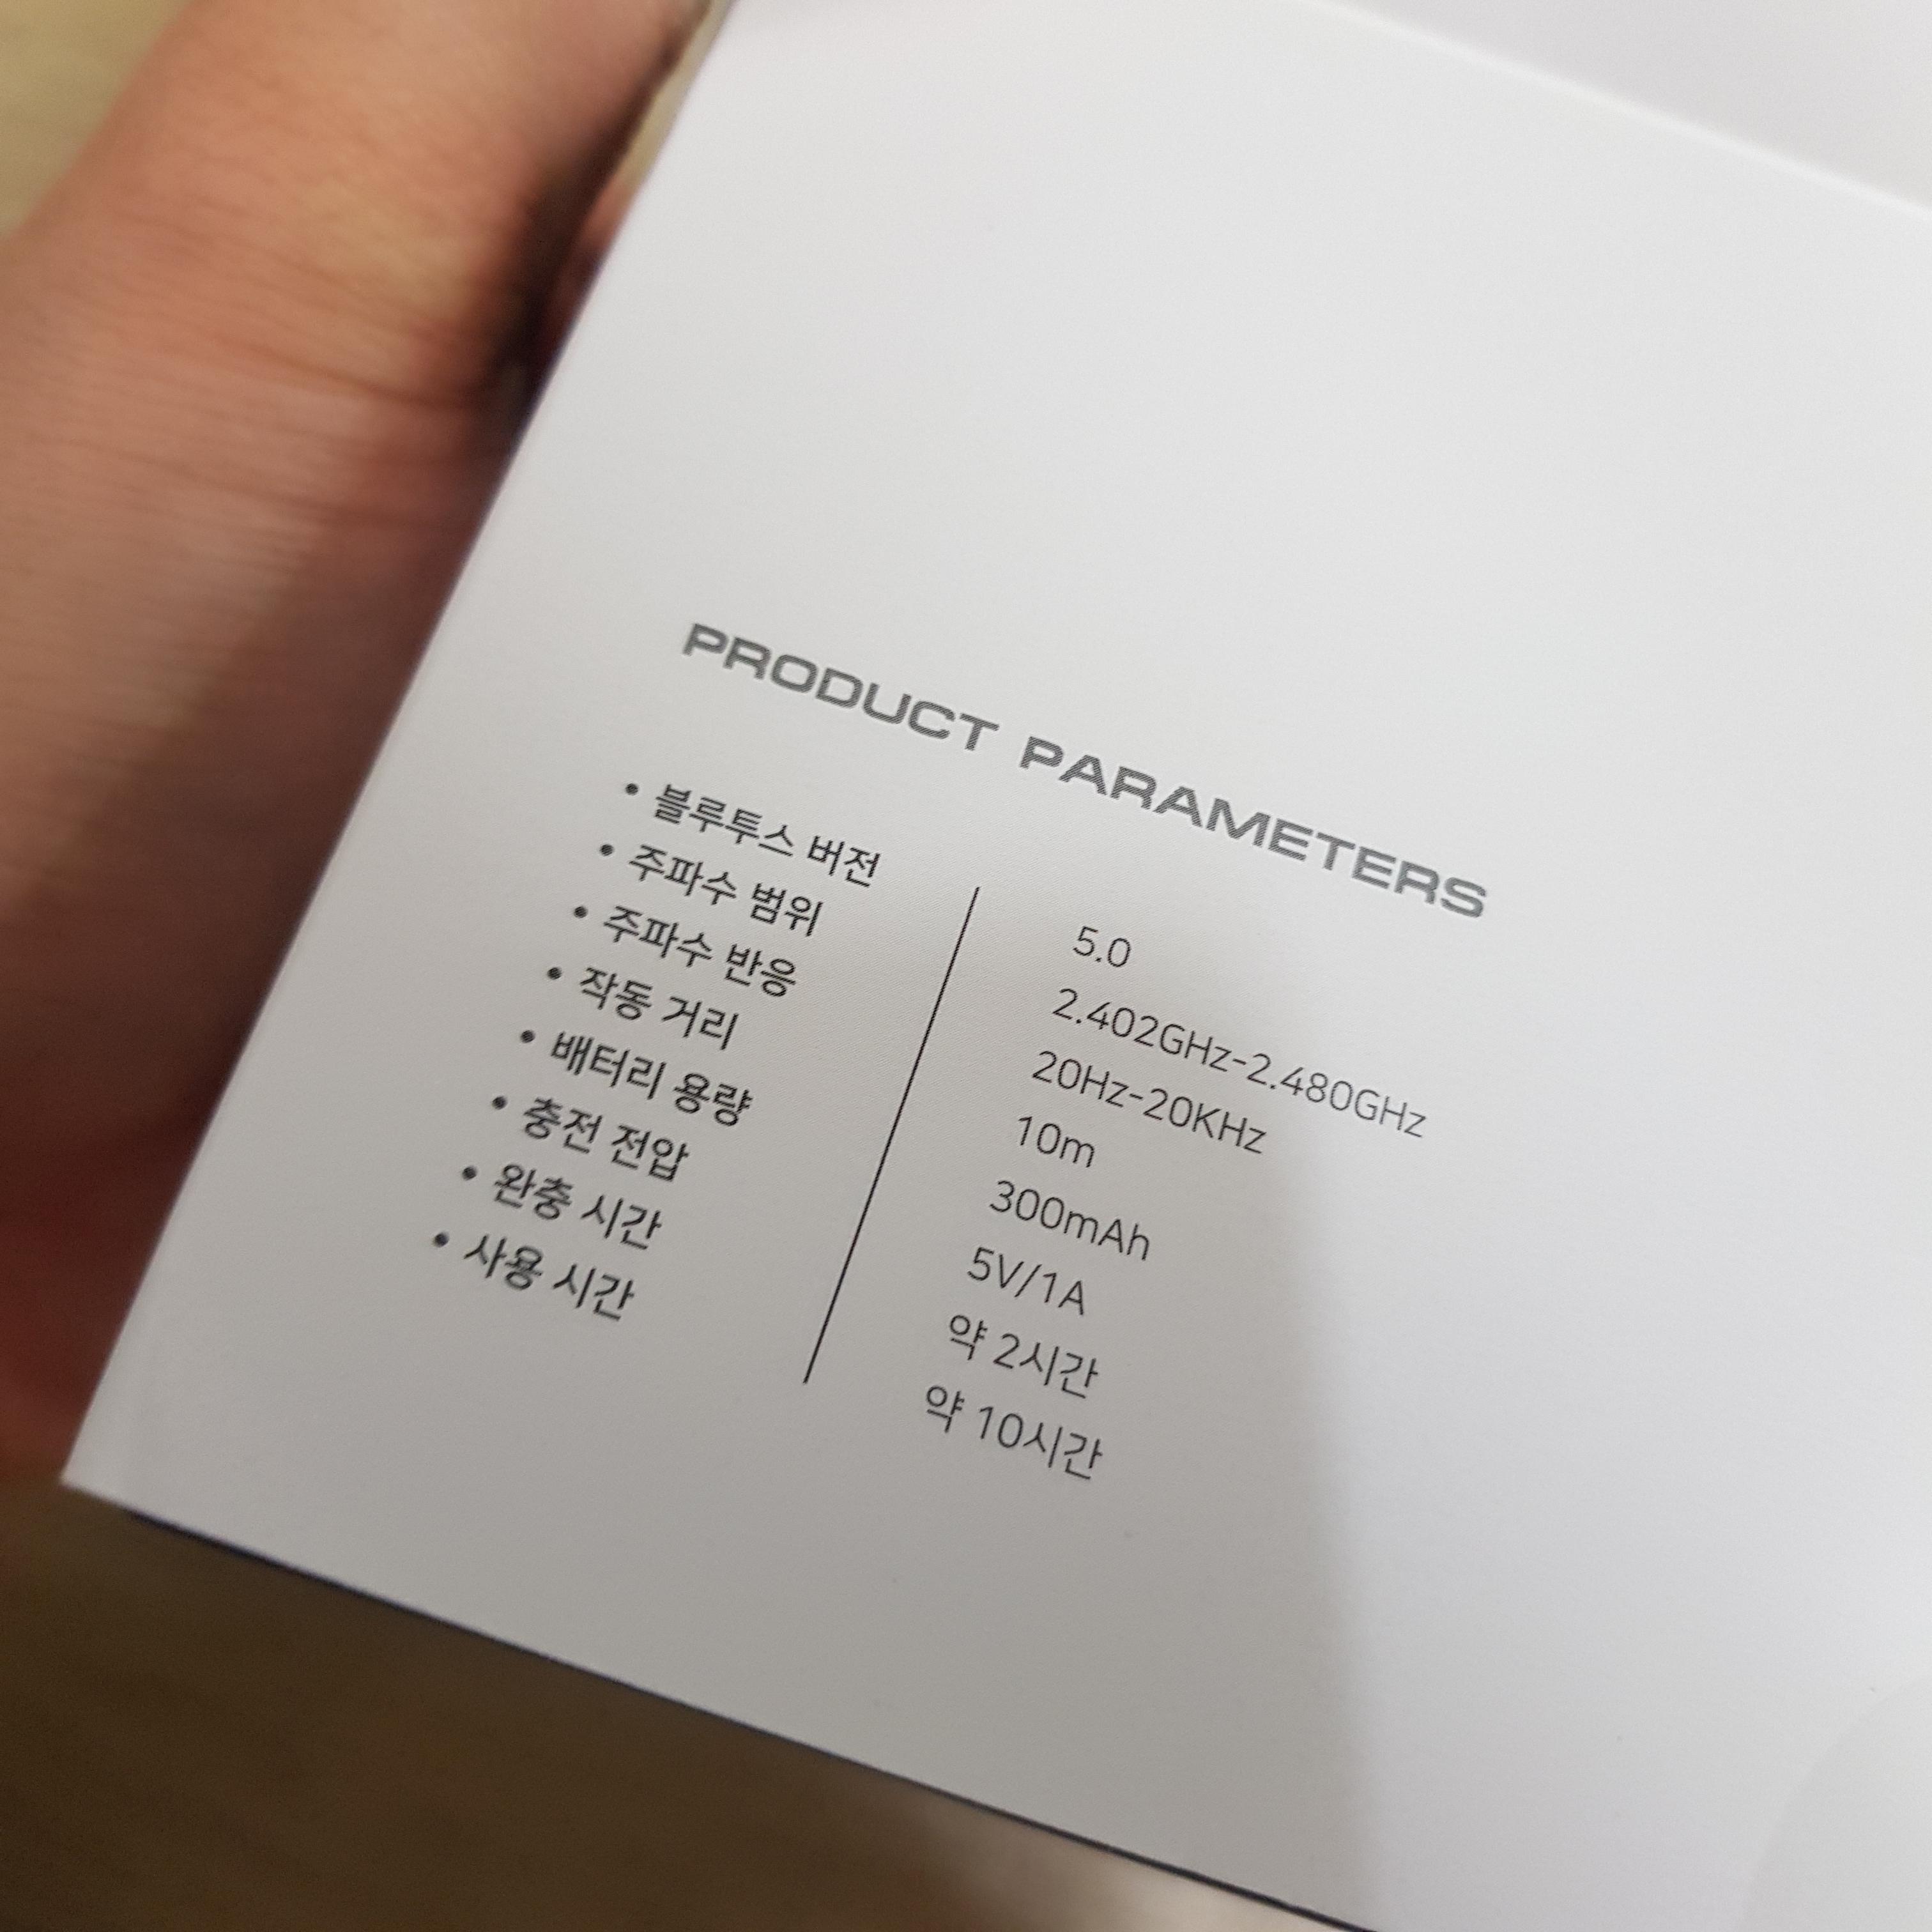 PRODUCT PARAMETERS
• 블루투스 버전 5.0
• 주파수 범위 2.402GHz-2.480GHz
• 주파수 반응 20Hz-20KHz
• 작동 거리 10m
• 배터리 용량 300mAh
• 충전 전압 5V/1A
• 완충 시간 약 2시간
• 사용 시간 약 10시간